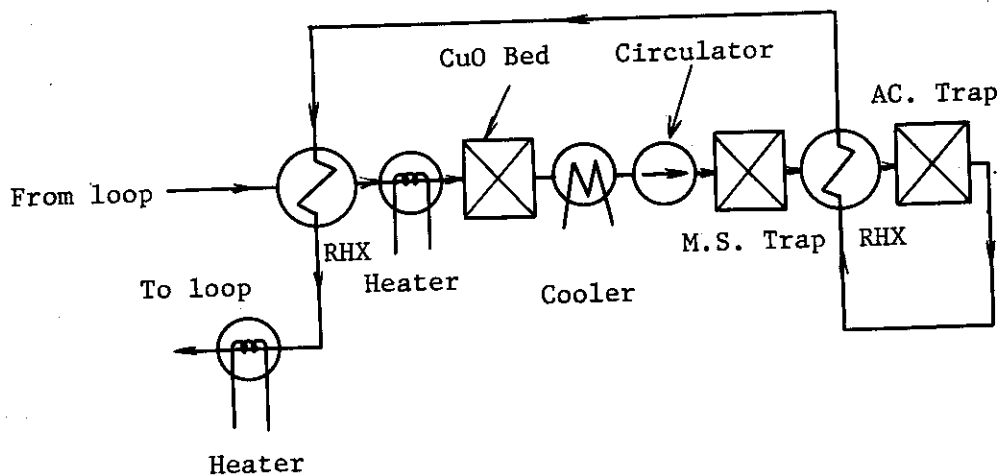 CuO Bed
Circulator
AC. Trap
From loop
RHX
Heater
M.S. Trap
RHX
To loop
Cooler
Heater